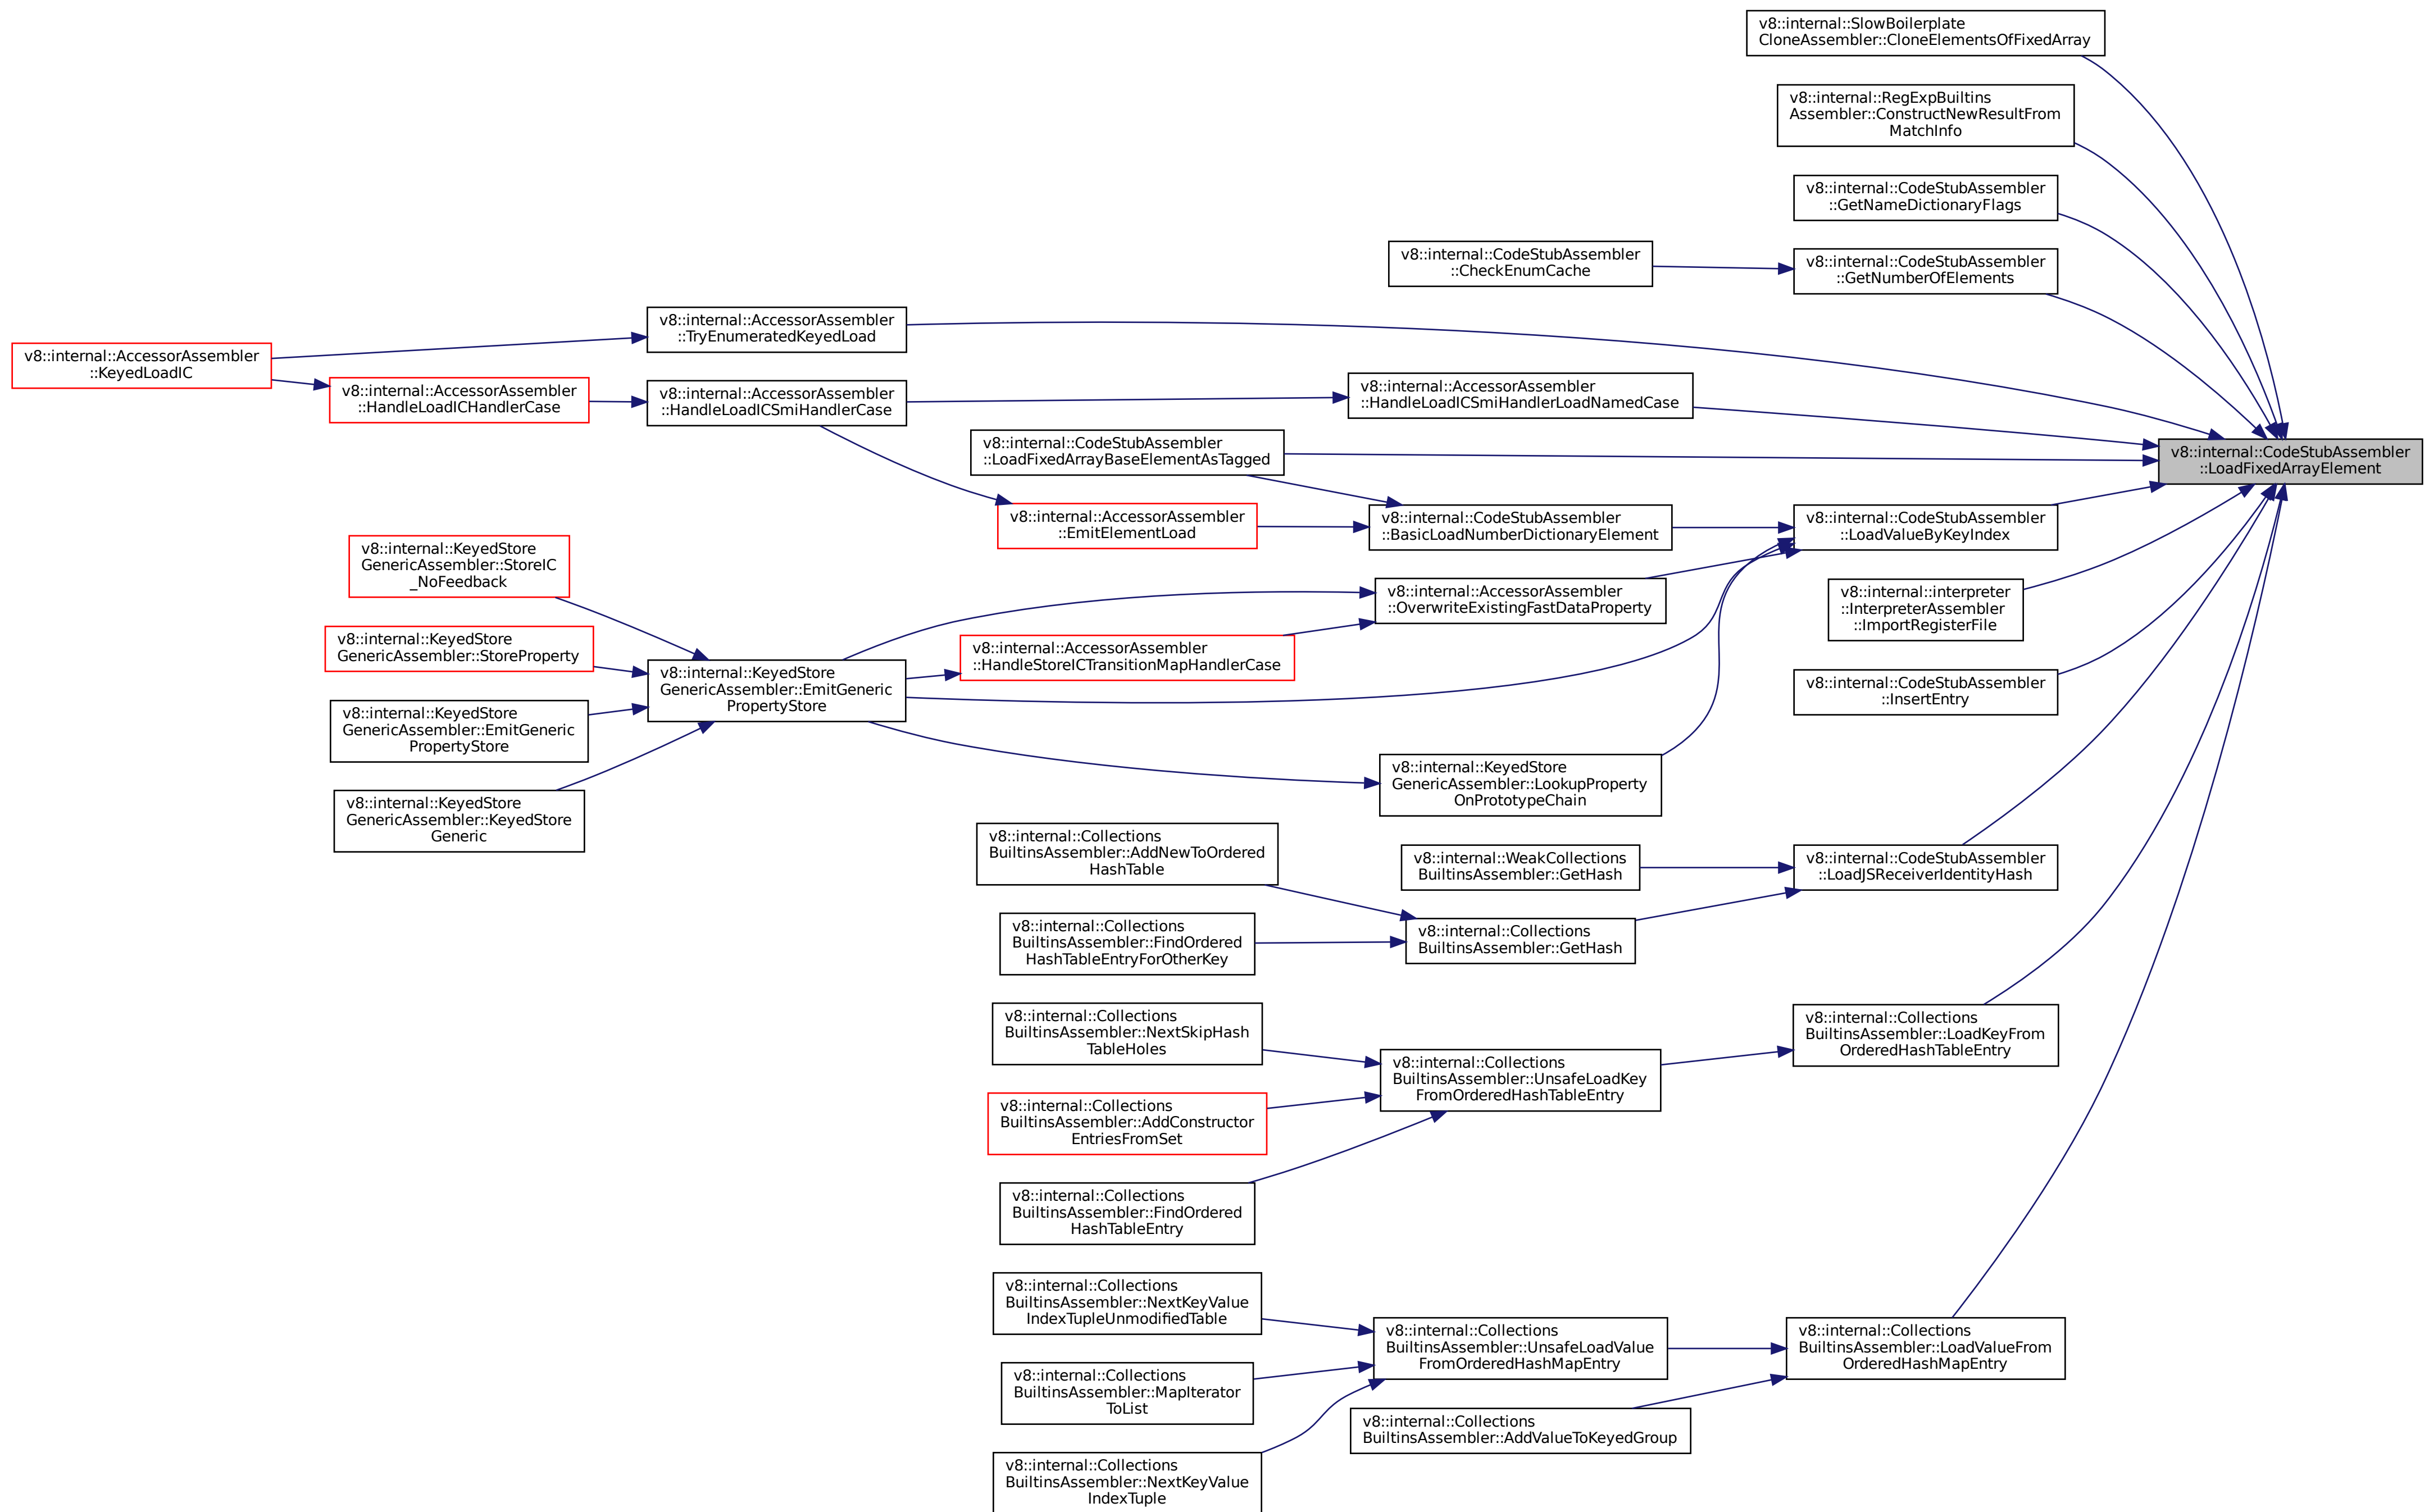 v8::internal::SlowBoilerplate
CloneAssembler::CloneElementsOfFixedArray
v8::internal::RegExpBuiltins
Assembler::ConstructNewResultFrom
MatchInfo
v8::internal::CodeStubAssembler
::GetNameDictionaryFlags
v8::internal::CodeStubAssembler
::CheckEnumCache
v8::internal::CodeStubAssembler
::GetNumberOfElements
v8::internal::AccessorAssembler
::TryEnumeratedKeyedLoad
v8::internal::AccessorAssembler
::KeyedLoadIC
v8::internal::AccessorAssembler
::HandleLoadICHandlerCase
v8::internal::AccessorAssembler
::HandleLoadICSmiHandlerCase
v8::internal::AccessorAssembler
::HandleLoadICSmiHandlerLoadNamedCase
v8::internal::CodeStubAssembler
::LoadFixedArrayBaseElementAsTagged
v8::internal::CodeStubAssembler
::LoadFixedArrayElement
v8::internal::AccessorAssembler
::EmitElementLoad
v8::internal::CodeStubAssembler
::BasicLoadNumberDictionaryElement
v8::internal::CodeStubAssembler
::LoadValueByKeyIndex
v8::internal::KeyedStore
GenericAssembler::StoreIC
_NoFeedback
v8::internal::AccessorAssembler
::OverwriteExistingFastDataProperty
v8::internal::interpreter
::InterpreterAssembler
::ImportRegisterFile
v8::internal::KeyedStore
GenericAssembler::StoreProperty
v8::internal::AccessorAssembler
::HandleStoreICTransitionMapHandlerCase
v8::internal::KeyedStore
GenericAssembler::EmitGeneric
PropertyStore
v8::internal::CodeStubAssembler
::InsertEntry
v8::internal::KeyedStore
GenericAssembler::EmitGeneric
PropertyStore
v8::internal::KeyedStore
GenericAssembler::LookupProperty
OnPrototypeChain
v8::internal::KeyedStore
GenericAssembler::KeyedStore
Generic
v8::internal::Collections
BuiltinsAssembler::AddNewToOrdered
HashTable
v8::internal::WeakCollections
BuiltinsAssembler::GetHash
v8::internal::CodeStubAssembler
::LoadJSReceiverIdentityHash
v8::internal::Collections
BuiltinsAssembler::FindOrdered
HashTableEntryForOtherKey
v8::internal::Collections
BuiltinsAssembler::GetHash
v8::internal::Collections
BuiltinsAssembler::NextSkipHash
TableHoles
v8::internal::Collections
BuiltinsAssembler::LoadKeyFrom
OrderedHashTableEntry
v8::internal::Collections
BuiltinsAssembler::UnsafeLoadKey
FromOrderedHashTableEntry
v8::internal::Collections
BuiltinsAssembler::AddConstructor
EntriesFromSet
v8::internal::Collections
BuiltinsAssembler::FindOrdered
HashTableEntry
v8::internal::Collections
BuiltinsAssembler::NextKeyValue
IndexTupleUnmodifiedTable
v8::internal::Collections
BuiltinsAssembler::UnsafeLoadValue
FromOrderedHashMapEntry
v8::internal::Collections
BuiltinsAssembler::LoadValueFrom
OrderedHashMapEntry
v8::internal::Collections
BuiltinsAssembler::MapIterator
ToList
v8::internal::Collections
BuiltinsAssembler::AddValueToKeyedGroup
v8::internal::Collections
BuiltinsAssembler::NextKeyValue
IndexTuple